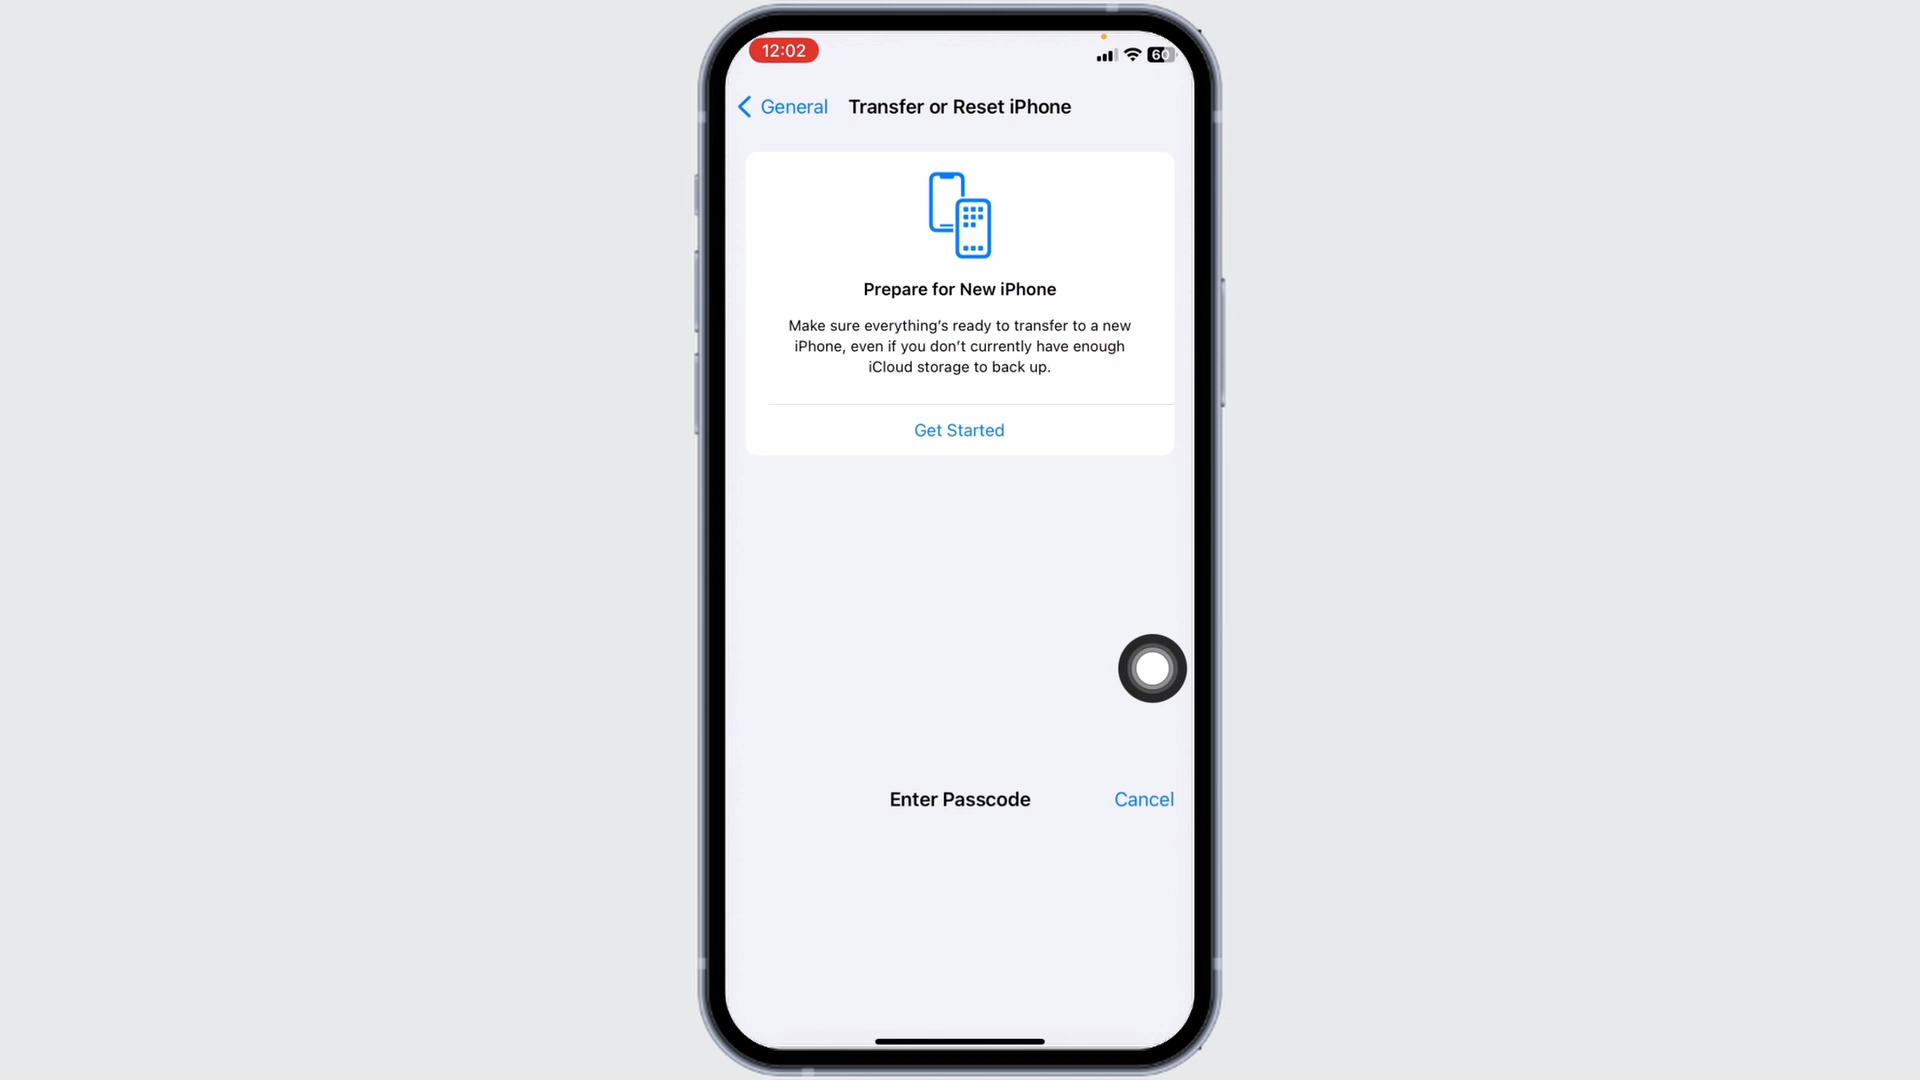 12:02
60
General
Transfer or Reset iPhone
Prepare for New iPhone
Make sure everything's ready to transfer to a new
iPhone, even if you don't currently have enough
iCloud storage to back up.
Get Started
Enter Passcode
Cancel